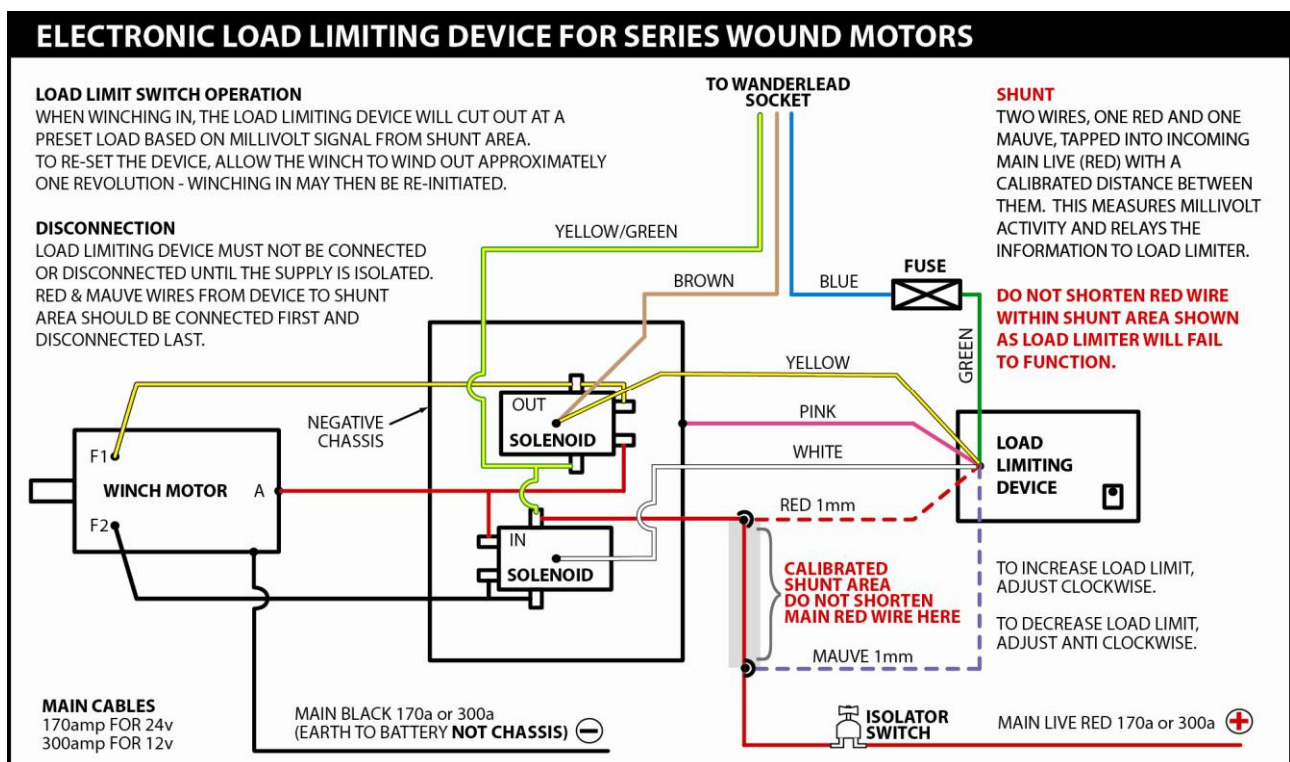 ELECTRONIC LOAD LIMITING DEVICE FOR SERIES WOUND MOTORS
LOAD LIMIT SWITCH OPERATION
WHEN WINCHING IN, THE LOAD LIMITING DEVICE WILL CUT OUT AT A
PRESET LOAD BASED ON MILLIVOLT SIGNAL FROM SHUNT AREA.
TO RE-SET THE DEVICE, ALLOW THE WINCH TO WIND OUT APPROXIMATELY
ONE REVOLUTION - WINCHING IN MAY THEN BE RE-INITIATED.
DISCONNECTION
LOAD LIMITING DEVICE MUST NOT BE CONNECTED
OR DISCONNECTED UNTIL THE SUPPLY IS ISOLATED.
RED & MAUVE WIRES FROM DEVICE TO SHUNT
AREA SHOULD BE CONNECTED FIRST AND
DISCONNECTED LAST.
TO WANDERLEAD
SOCKET
SHUNT
TWO WIRES, ONE RED AND ONE
MAUVE, TAPPED INTO INCOMING
MAIN LIVE (RED) WITH A
CALIBRATED DISTANCE BETWEEN
THEM. THIS MEASURES MILLIVOLT
ACTIVITY AND RELAYS THE
INFORMATION TO LOAD LIMITER.
DO NOT SHORTEN RED WIRE
WITHIN SHUNT AREA SHOWN
AS LOAD LIMITER WILL FAIL
TO FUNCTION.
YELLOW/GREEN
BROWN
BLUE
FUSE
GREEN
YELLOW
PINK
WHITE
RED 1mm
NEGATIVE
CHASSIS
OUT
SOLENOID
F1
WINCH MOTOR
A
F2
IN
SOLENOID
LOAD
LIMITING
DEVICE
CALIBRATED
SHUNT AREA
DO NOT SHORTEN
MAIN RED WIRE HERE
MAUVE 1mm
TO INCREASE LOAD LIMIT,
ADJUST CLOCKWISE.
TO DECREASE LOAD LIMIT,
ADJUST ANTI CLOCKWISE.
MAIN CABLES
170amp FOR 24v
300amp FOR 12v
MAIN BLACK 170a or 300a
(EARTH TO BATTERY NOT CHASSIS) −
ISOLATOR
SWITCH
MAIN LIVE RED 170a or 300a +